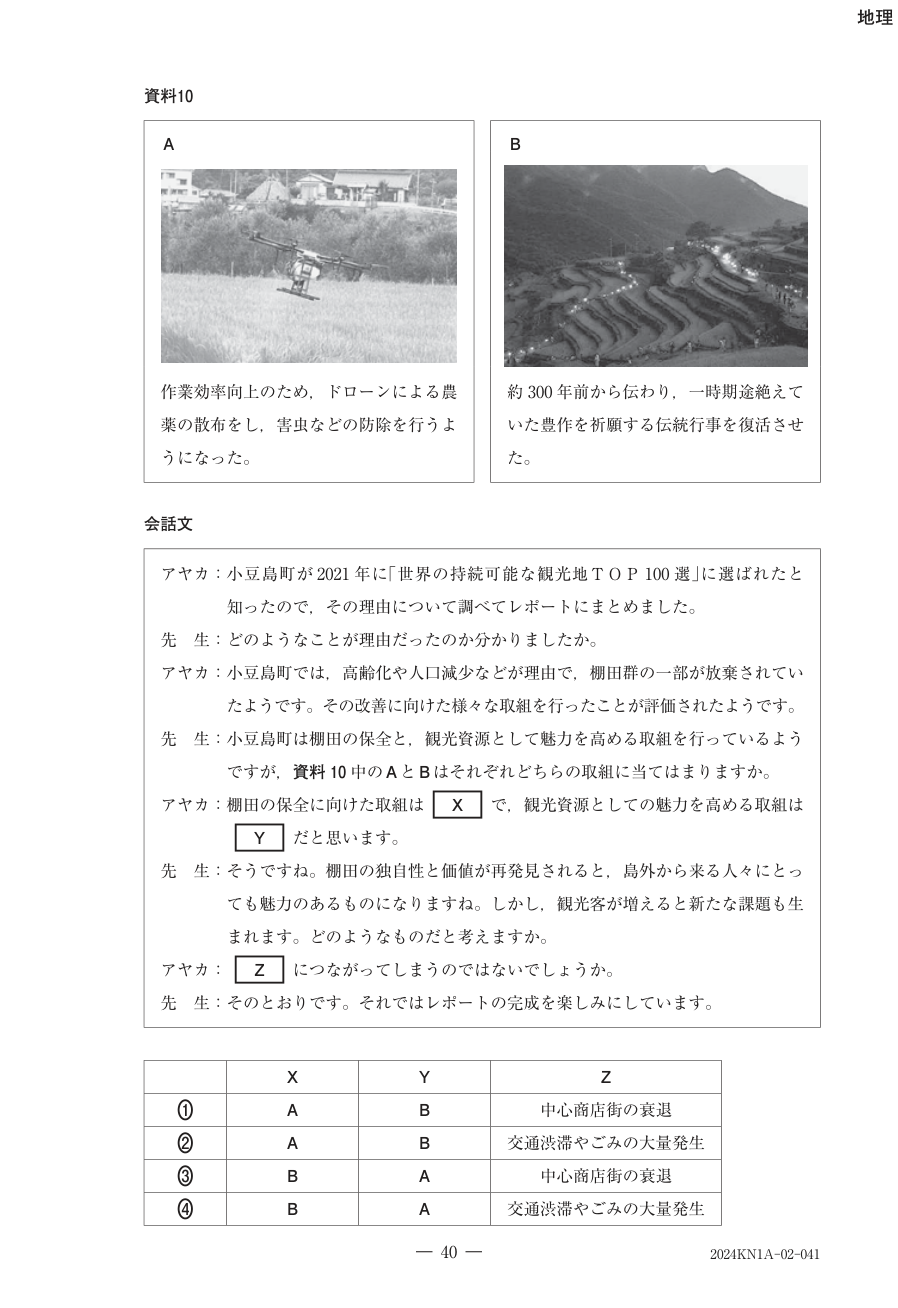 地理
資料10
A
作業効率向上のため，ドローンによる農
薬の散布をし，害虫などの防除を行うよ
うになった。
B
約 300 年前から伝わり，一時期途絶えて
いた豊作を祈願する伝統行事を復活させ
た。
会話文
アヤカ：小豆島町が 2021 年に「世界の持続可能な観光地ＴＯＰ 100 選」に選ばれたと
知ったので，その理由について調べてレポートにまとめました。
先　生：どのようなことが理由だったのか分かりましたか。
アヤカ：小豆島町では，高齢化や人口減少などが理由で，棚田群の一部が放棄されてい
たようです。その改善に向けた様々な取組を行ったことが評価されたようです。
先　生：小豆島町は棚田の保全と，観光資源として魅力を高める取組を行っているよう
ですが，資料 10 中のＡとＢはそれぞれどちらの取組に当てはまりますか。
アヤカ：棚田の保全に向けた取組は X で，観光資源としての魅力を高める取組は
Y だと思います。
先　生：そうですね。棚田の独自性と価値が再発見されると，島外から来る人々にとっ
ても魅力のあるものになりますね。しかし，観光客が増えると新たな課題も生
まれます。どのようなものだと考えますか。
アヤカ： Z につながってしまうのではないでしょうか。
先　生：そのとおりです。それではレポートの完成を楽しみにしています。
X Y Z
① A B 中心商店街の衰退
② A B 交通渋滞やごみの大量発生
③ B A 中心商店街の衰退
④ B A 交通渋滞やごみの大量発生
― 40 ―
2024KN1A-02-041